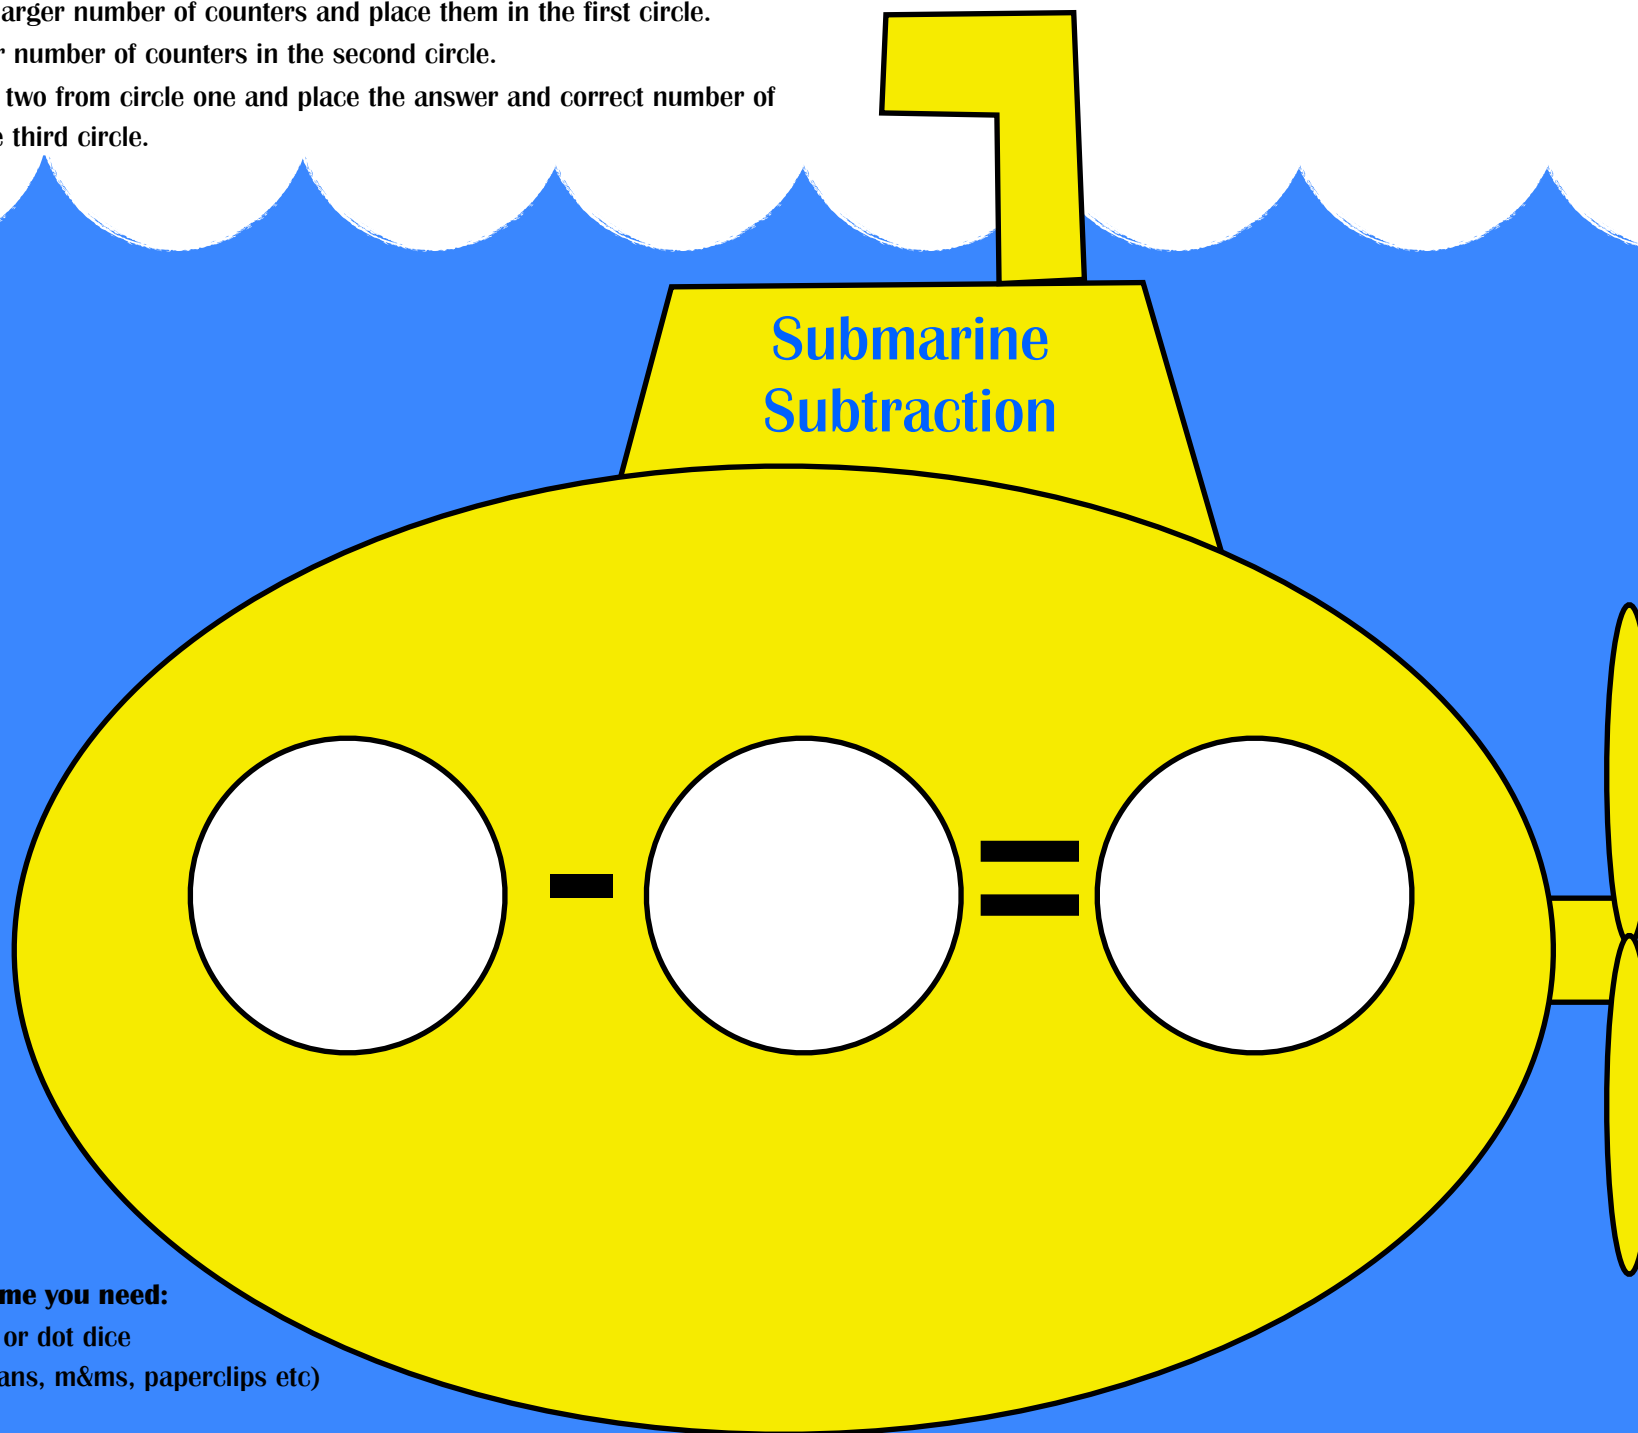 arger number of counters and place them in the first circle.
r number of counters in the second circle.
two from circle one and place the answer and correct number of
e third circle.
Submarine
Subtraction
-
=
me you need:
or dot dice
ans, m&ms, paperclips etc)